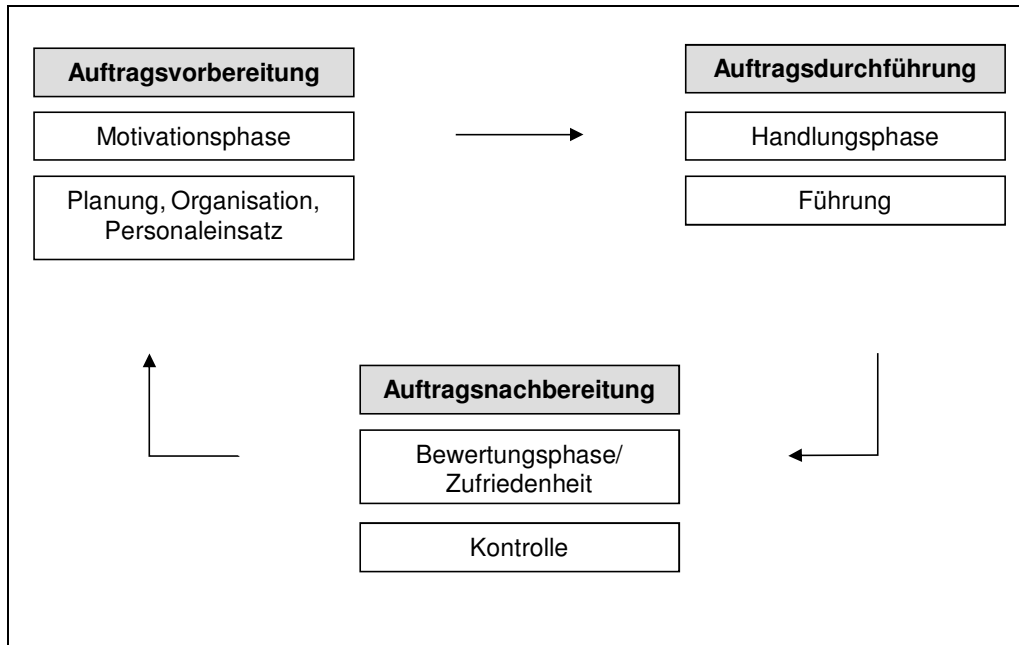 Auftragsvorbereitung
Motivationsphase
Planung, Organisation,
Personaleinsatz
Auftragsdurchführung
Handlungsphase
Führung
Auftragsnachbereitung
Bewertungsphase/
Zufriedenheit
Kontrolle